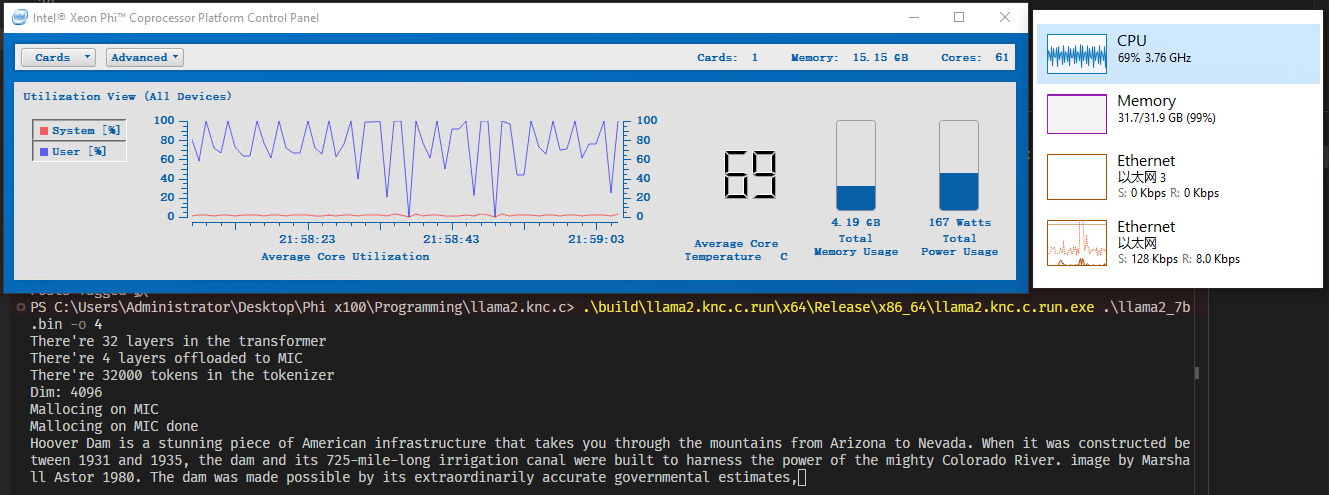 Intel® Xeon Phi™ Coprocessor Platform Control Panel
Cards Advanced Cards: 1 Memory: 15.15 GB Cores: 61
Utilization View (All Devices)
System [%]
User [%]
100
80
60
40
20
0
100
80
60
40
20
0
21:58:23 21:58:43 21:59:03
Average Core Utilization
69
Average Core
Temperature C
4.19 GB
Total
Memory Usage
167 Watts
Total
Power Usage
CPU
69% 3.76 GHz
Memory
31.7/31.9 GB (99%)
Ethernet
以太网 3
S: 0 Kbps R: 0 Kbps
Ethernet
以太网
S: 128 Kbps R: 8.0 Kbps
PS C:\Users\Administrator\Desktop\Phi x100\Programming\llama2.knc.c> .\build\llama2.knc.c.run\x64\Release\x86_64\llama2.knc.c.run.exe .\llama2_7b
.bin -o 4
There're 32 layers in the transformer
There're 4 layers offloaded to MIC
There're 32000 tokens in the tokenizer
Dim: 4096
Mallocing on MIC
Mallocing on MIC done
Hoover Dam is a stunning piece of American infrastructure that takes you through the mountains from Arizona to Nevada. When it was constructed be
tween 1931 and 1935, the dam and its 725-mile-long irrigation canal were built to harness the power of the mighty Colorado River. image by Marsha
ll Astor 1980. The dam was made possible by its extraordinarily accurate governmental estimates,